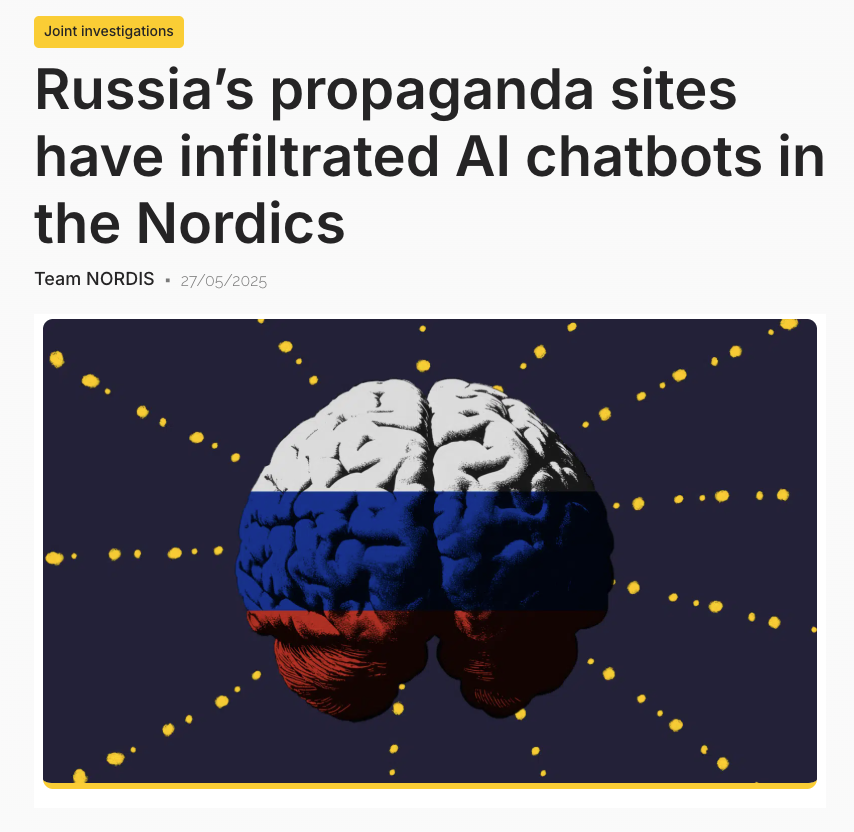 Joint investigations
Russia’s propaganda sites
have infiltrated AI chatbots in
the Nordics
Team NORDIS ▪ 27/05/2025